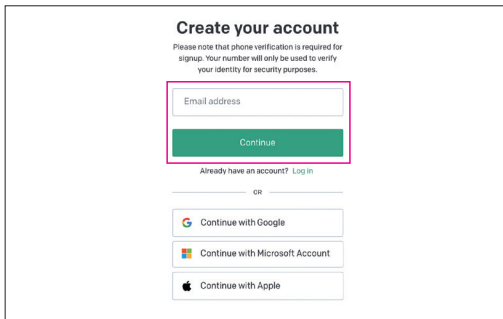 Create your account
Please note that phone verification is required for
signup. Your number will only be used to verify
your identity for security purposes.
Email address
Continue
Already have an account? Log in
OR
Continue with Google
Continue with Microsoft Account
Continue with Apple